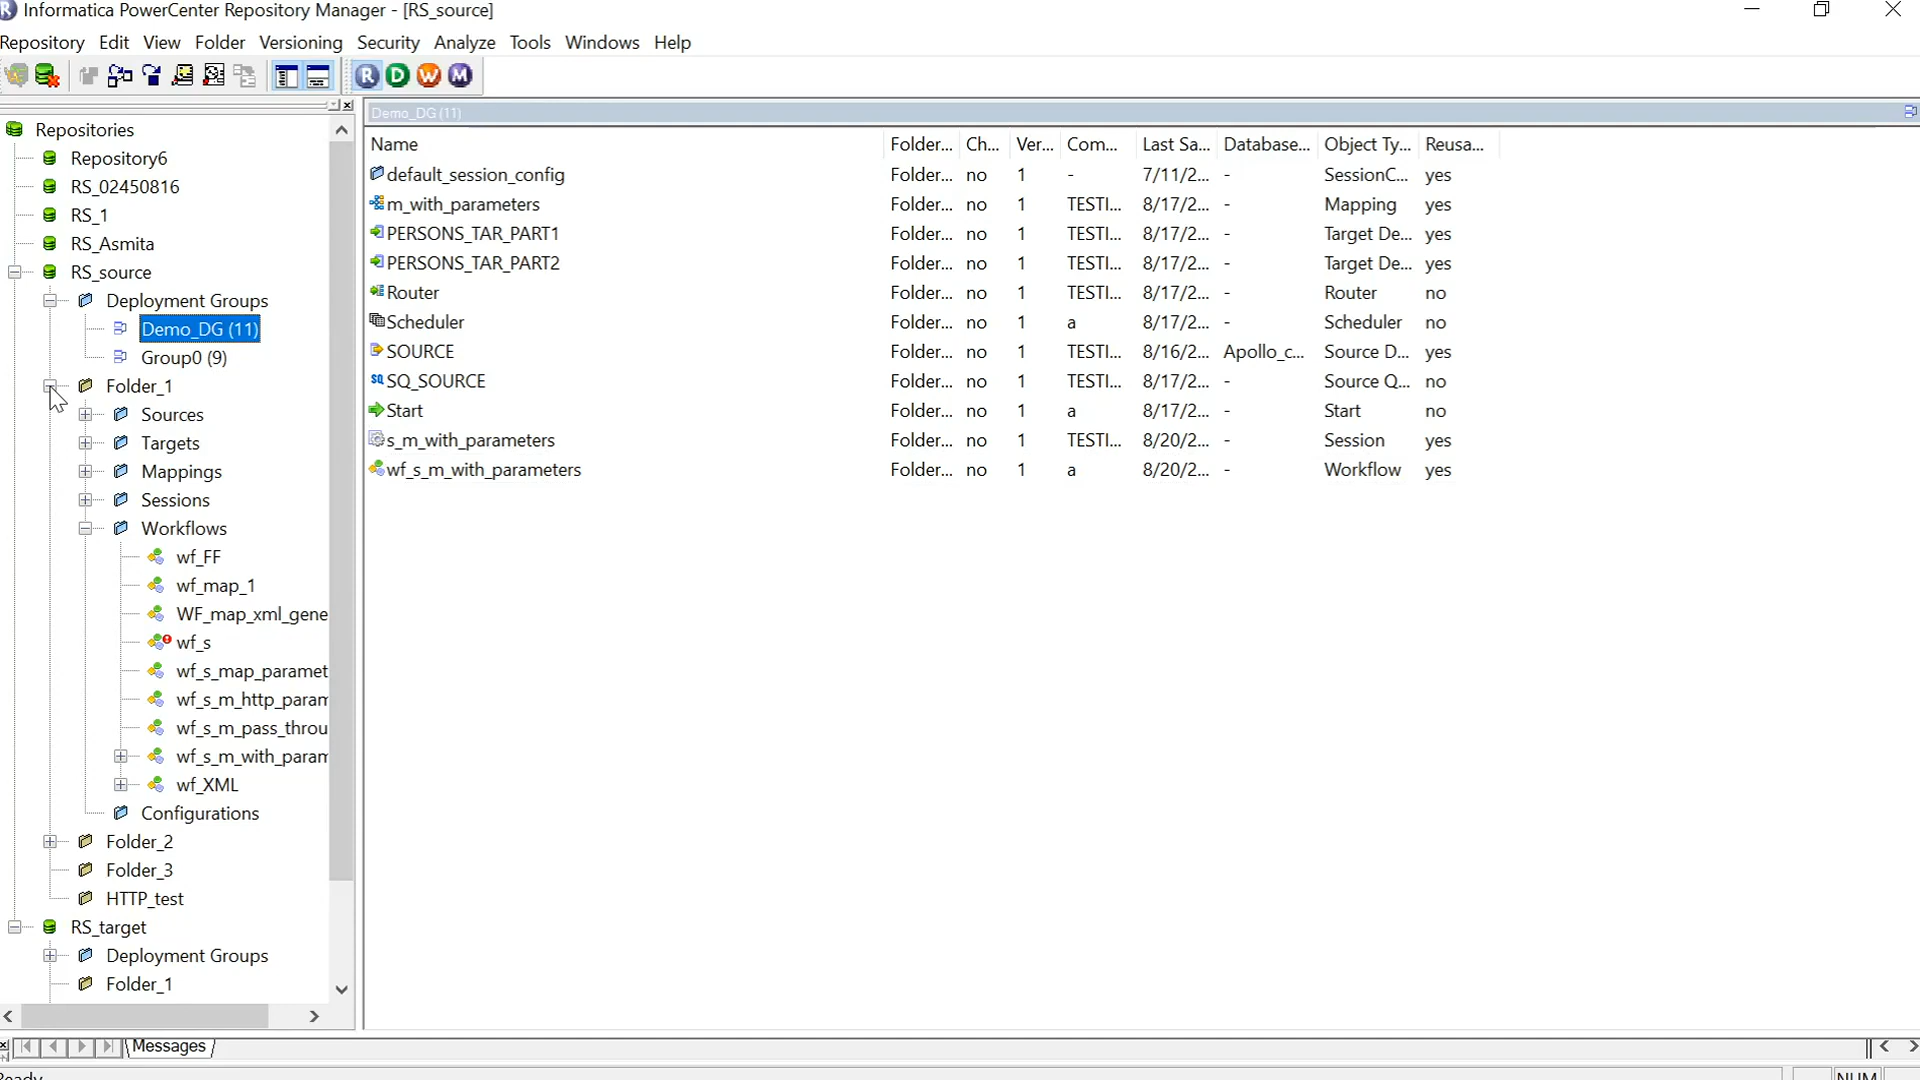 Informatica PowerCenter Repository Manager - [RS_source]
Repository Edit View Folder Versioning Security Analyze Tools Windows Help
R D W M
Demo_DG (11)
Repositories
Repository6
RS_02450816
RS_1
RS_Asmita
RS_source
Deployment Groups
Demo_DG (11)
Group0 (9)
Folder_1
Sources
Targets
Mappings
Sessions
Workflows
wf_FF
wf_map_1
WF_map_xml_gene
wf_s
wf_s_map_paramet
wf_s_m_http_param
wf_s_m_pass_throu
wf_s_m_with_param
wf_XML
Configurations
Folder_2
Folder_3
HTTP_test
RS_target
Deployment Groups
Folder_1
Name Folder... Ch... Ver... Com... Last Sa... Database... Object Ty... Reusa...
default_session_config Folder... no 1 - 7/11/2... - SessionC... yes
m_with_parameters Folder... no 1 TESTI... 8/17/2... - Mapping yes
PERSONS_TAR_PART1 Folder... no 1 TESTI... 8/17/2... - Target De... yes
PERSONS_TAR_PART2 Folder... no 1 TESTI... 8/17/2... - Target De... yes
Router Folder... no 1 TESTI... 8/17/2... - Router no
Scheduler Folder... no 1 a 8/17/2... - Scheduler no
SOURCE Folder... no 1 TESTI... 8/16/2... Apollo_c... Source D... yes
SQ_SOURCE Folder... no 1 TESTI... 8/17/2... - Source Q... no
Start Folder... no 1 a 8/17/2... - Start no
s_m_with_parameters Folder... no 1 TESTI... 8/20/2... - Session yes
wf_s_m_with_parameters Folder... no 1 a 8/20/2... - Workflow yes
Messages
Ready NUM